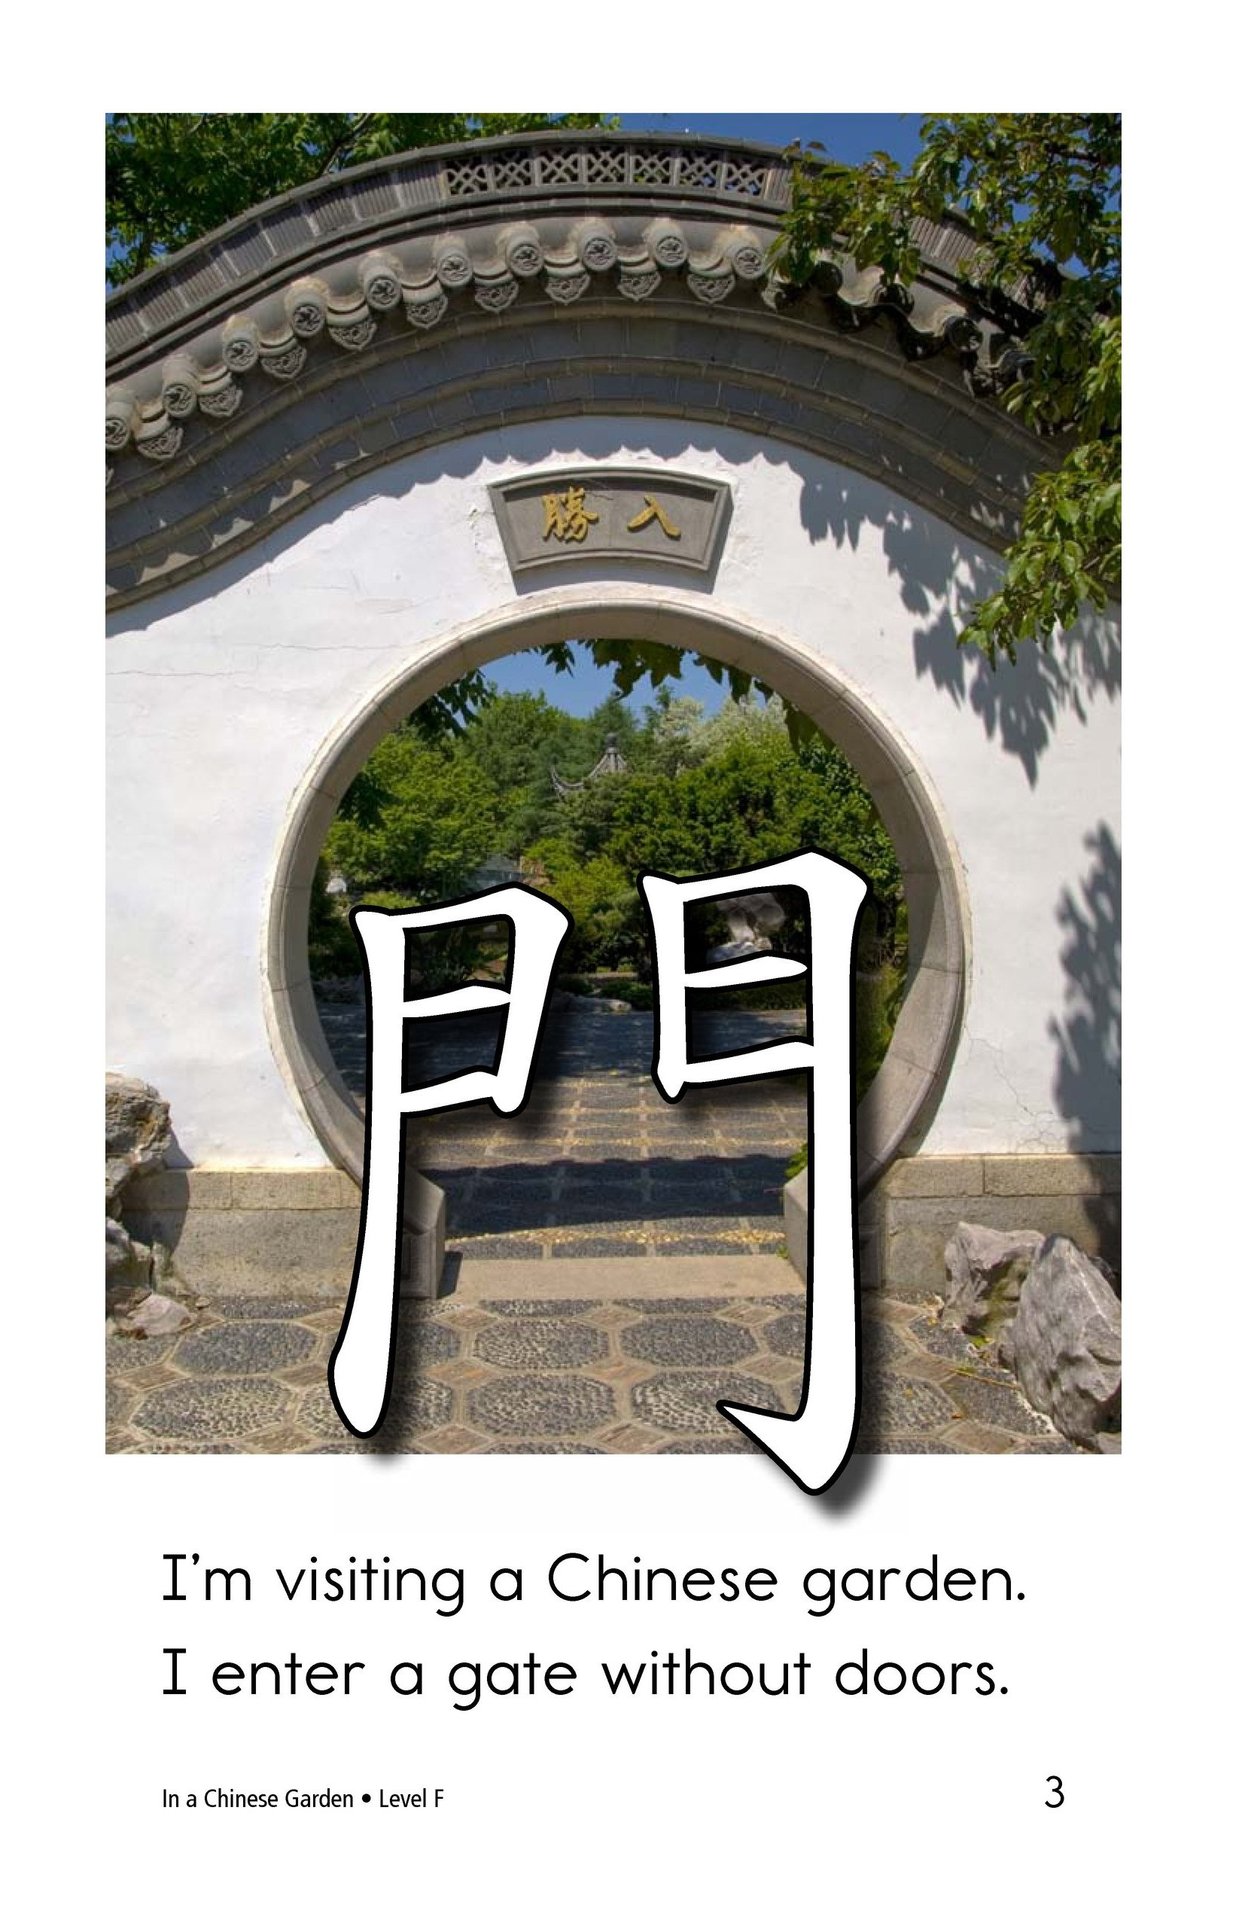 勝入
門
I'm visiting a Chinese garden.
I enter a gate without doors.
In a Chinese Garden • Level F
3